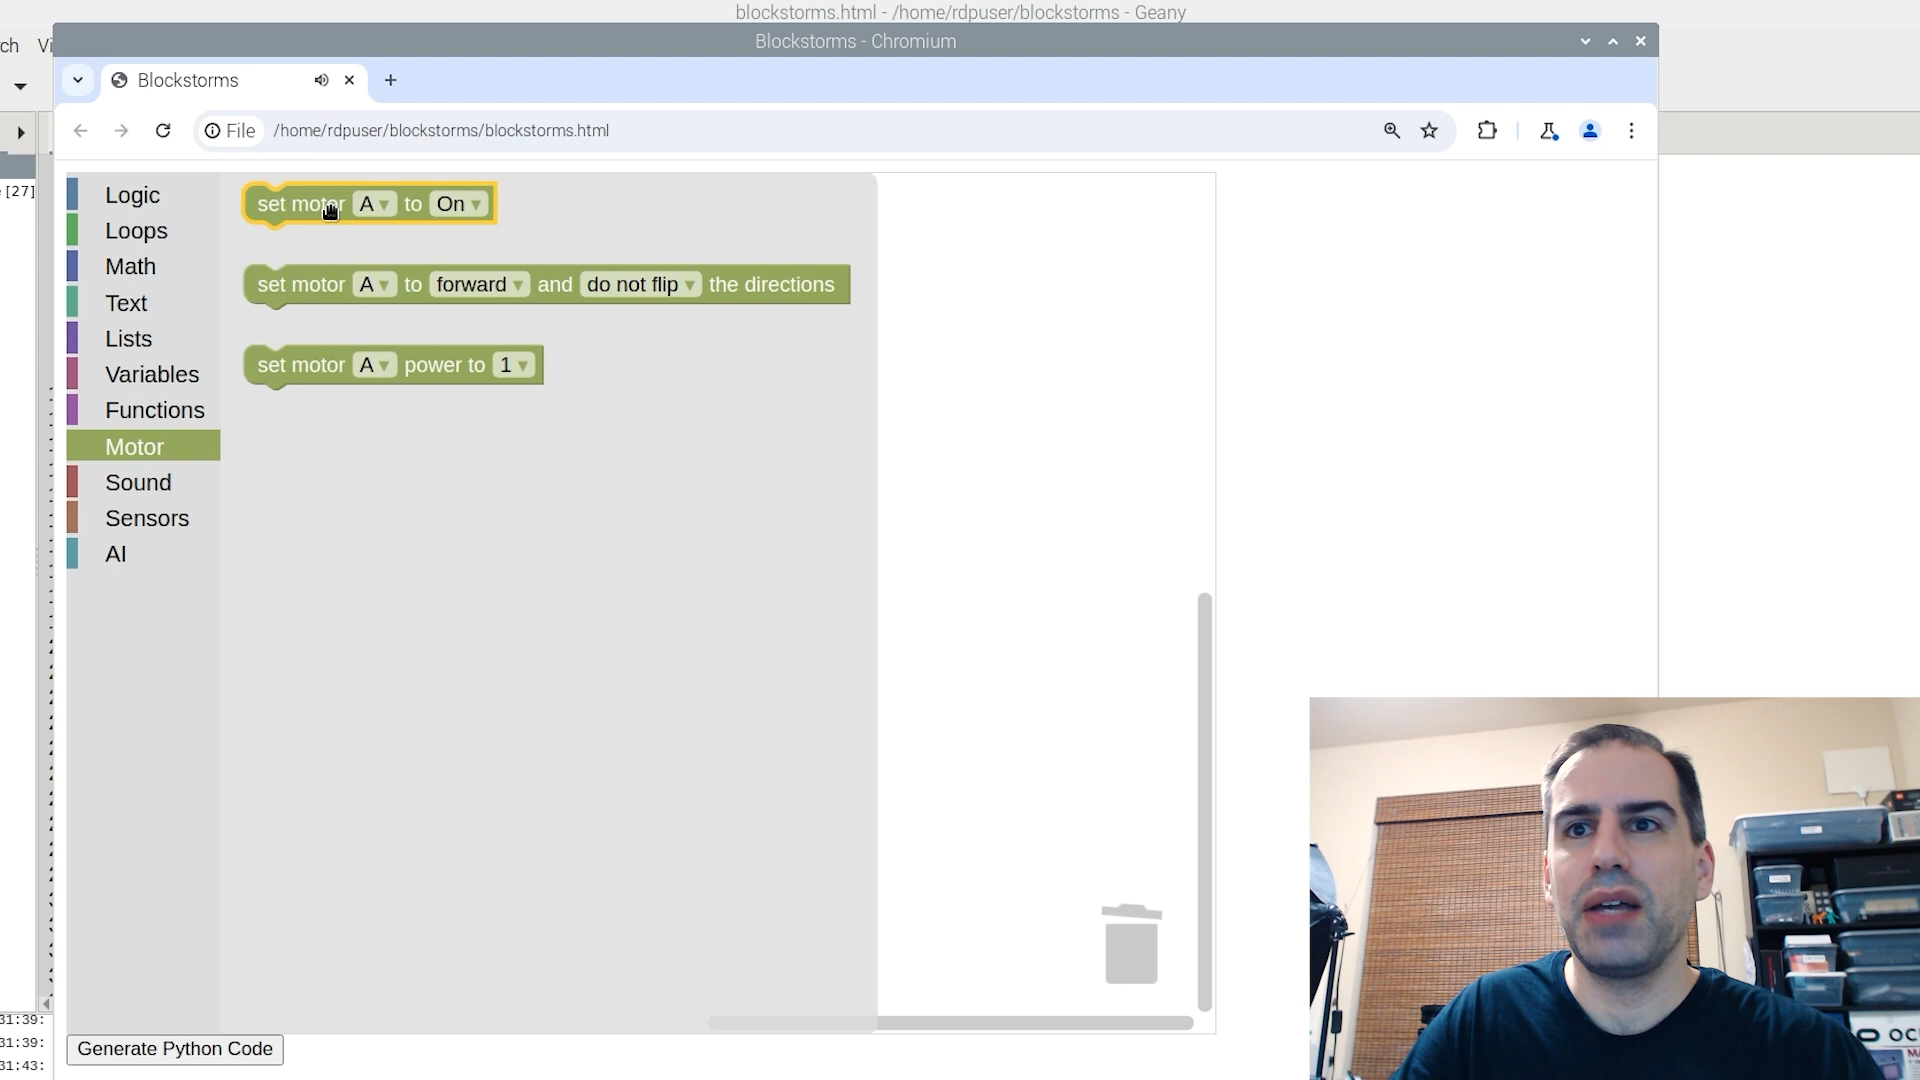 blockstorms.html - /home/rdpuser/blockstorms - Geany
Blockstorms - Chromium
Blockstorms
File /home/rdpuser/blockstorms/blockstorms.html
[27]
Logic
Loops
Math
Text
Lists
Variables
Functions
Motor
Sound
Sensors
AI
set motor A to On
set motor A to forward and do not flip the directions
set motor A power to 1
Generate Python Code
31:39:
31:39:
31:43: